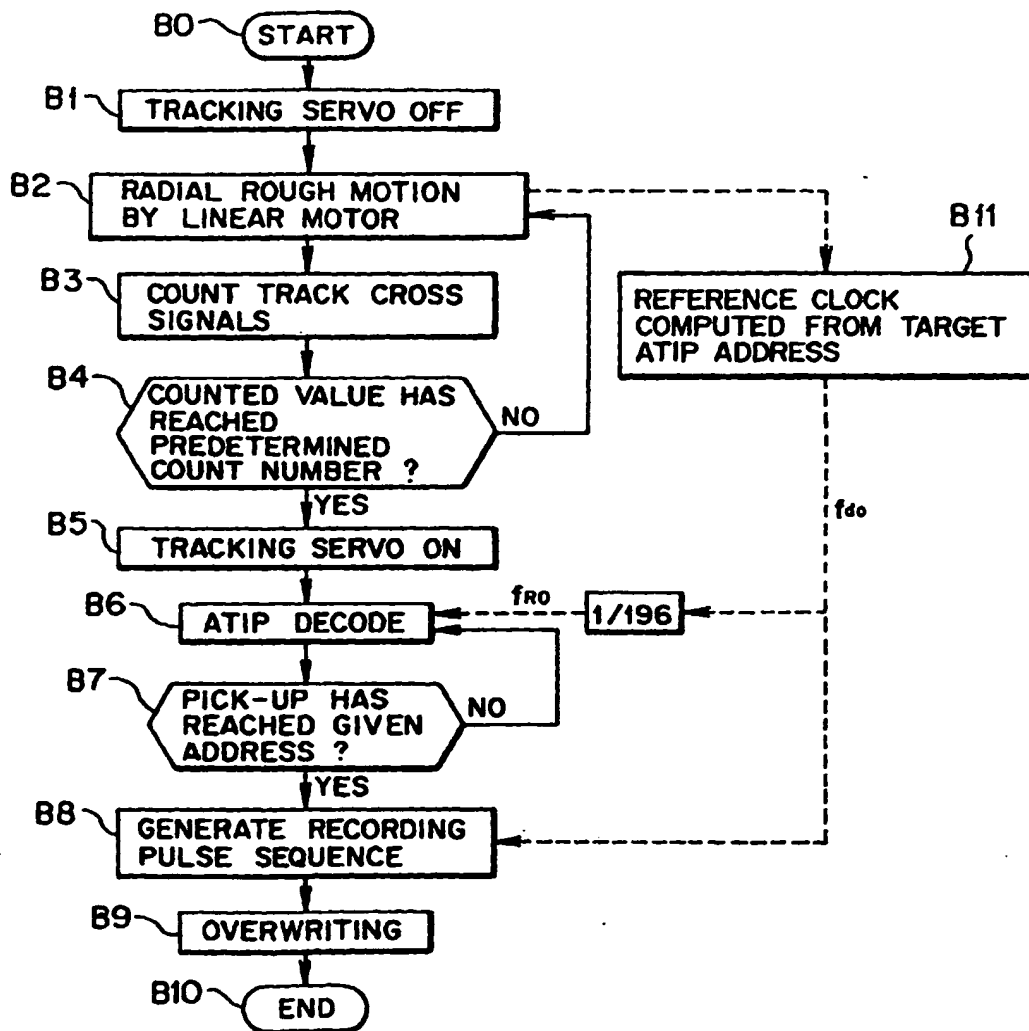 B0
START
B1
TRACKING SERVO OFF
B2
RADIAL ROUGH MOTION
BY LINEAR MOTOR
B11
REFERENCE CLOCK
COMPUTED FROM TARGET
ATIP ADDRESS
B3
COUNT TRACK CROSS
SIGNALS
B4
COUNTED VALUE HAS
REACHED
PREDETERMINED
COUNT NUMBER ?
NO
YES
fdo
B5
TRACKING SERVO ON
B6
ATIP DECODE
fRO
1/196
B7
PICK-UP HAS
REACHED GIVEN
ADDRESS ?
NO
YES
B8
GENERATE RECORDING
PULSE SEQUENCE
B9
OVERWRITING
B10
END